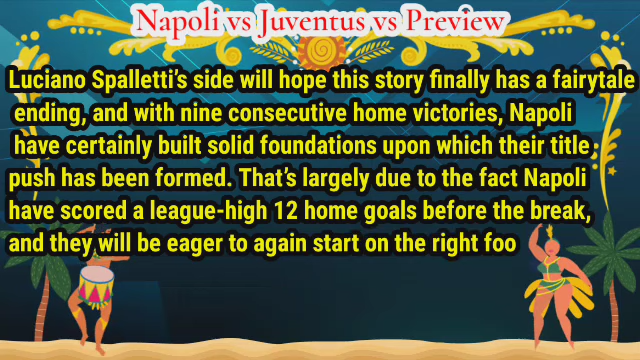 Napoli vs Juventus vs Preview
Luciano Spalletti’s side will hope this story finally has a fairytale
ending, and with nine consecutive home victories, Napoli
have certainly built solid foundations upon which their title
push has been formed. That’s largely due to the fact Napoli
have scored a league-high 12 home goals before the break,
and they will be eager to again start on the right foo